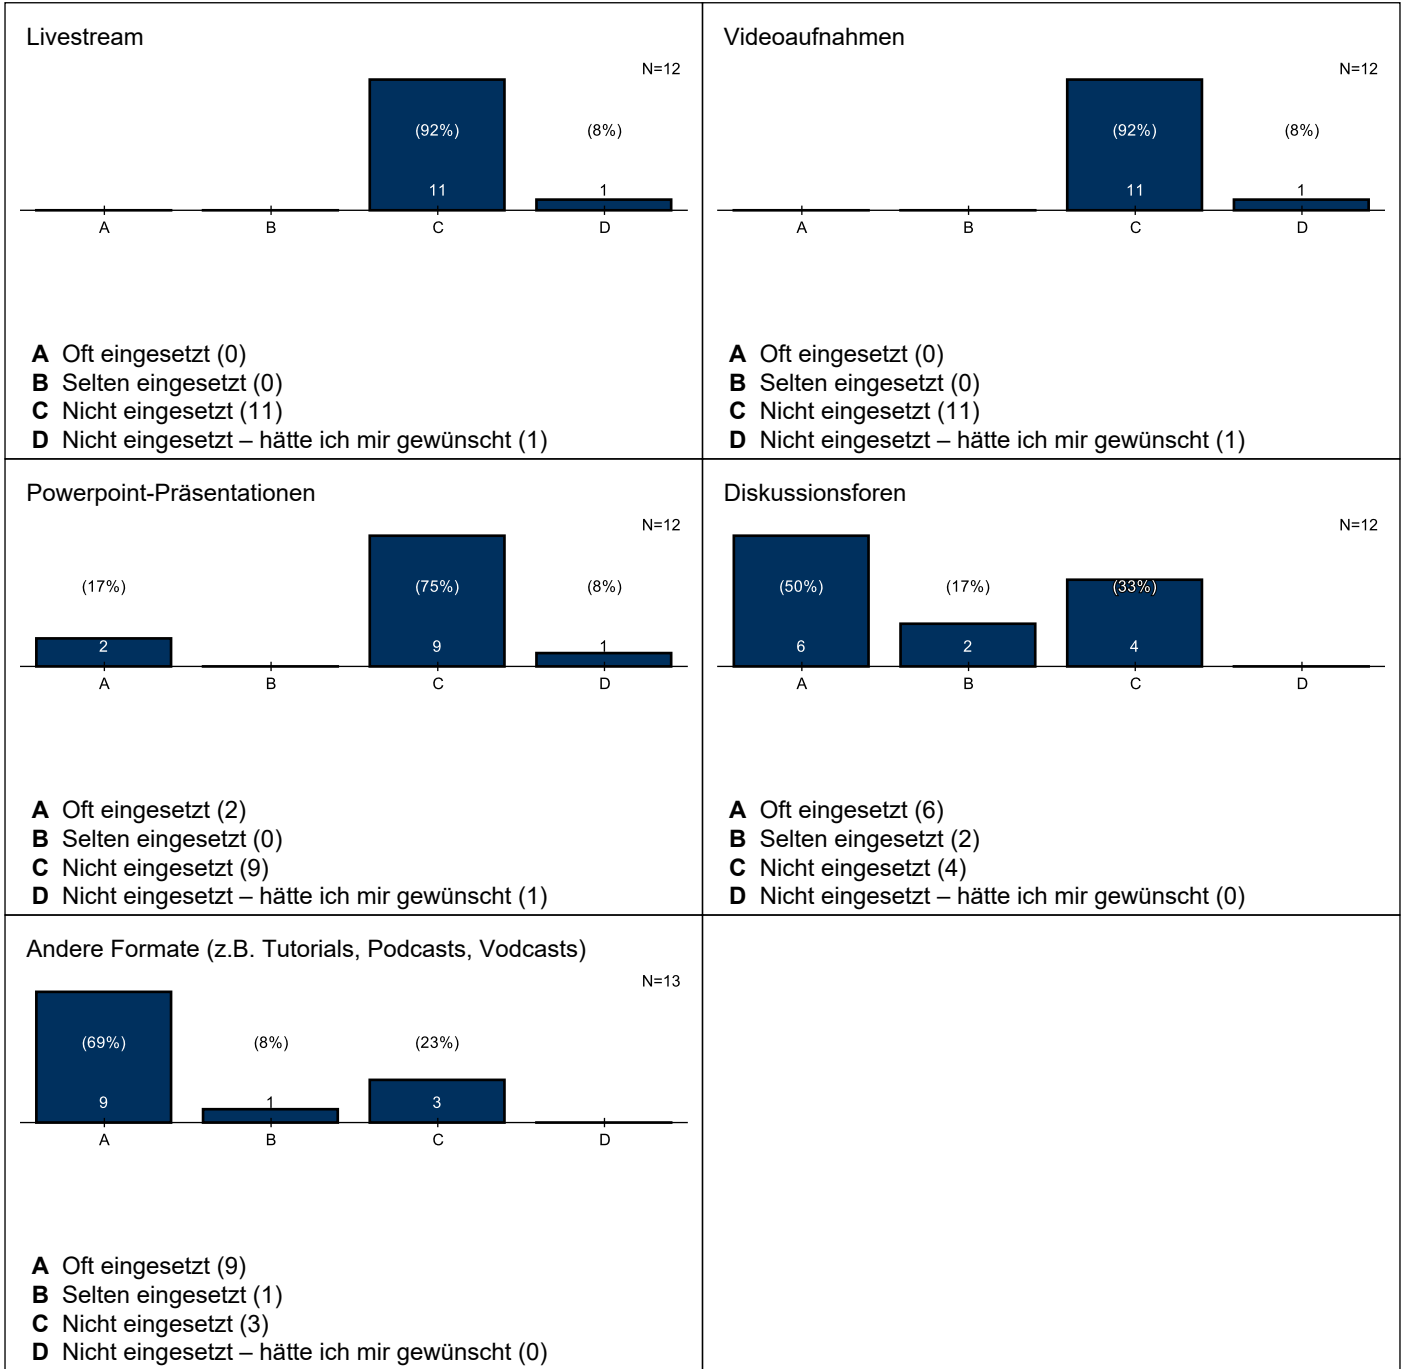 Livestream
N=12
(92%) (8%)
11 1
A B C D
A Oft eingesetzt (0)
B Selten eingesetzt (0)
C Nicht eingesetzt (11)
D Nicht eingesetzt – hätte ich mir gewünscht (1)
Videoaufnahmen
N=12
(92%) (8%)
11 1
A B C D
A Oft eingesetzt (0)
B Selten eingesetzt (0)
C Nicht eingesetzt (11)
D Nicht eingesetzt – hätte ich mir gewünscht (1)
Powerpoint-Präsentationen
N=12
(17%) (75%) (8%)
2 9 1
A B C D
A Oft eingesetzt (2)
B Selten eingesetzt (0)
C Nicht eingesetzt (9)
D Nicht eingesetzt – hätte ich mir gewünscht (1)
Diskussionsforen
N=12
(50%) (17%) (33%)
6 2 4
A B C D
A Oft eingesetzt (6)
B Selten eingesetzt (2)
C Nicht eingesetzt (4)
D Nicht eingesetzt – hätte ich mir gewünscht (0)
Andere Formate (z.B. Tutorials, Podcasts, Vodcasts)
N=13
(69%) (8%) (23%)
9 1 3
A B C D
A Oft eingesetzt (9)
B Selten eingesetzt (1)
C Nicht eingesetzt (3)
D Nicht eingesetzt – hätte ich mir gewünscht (0)